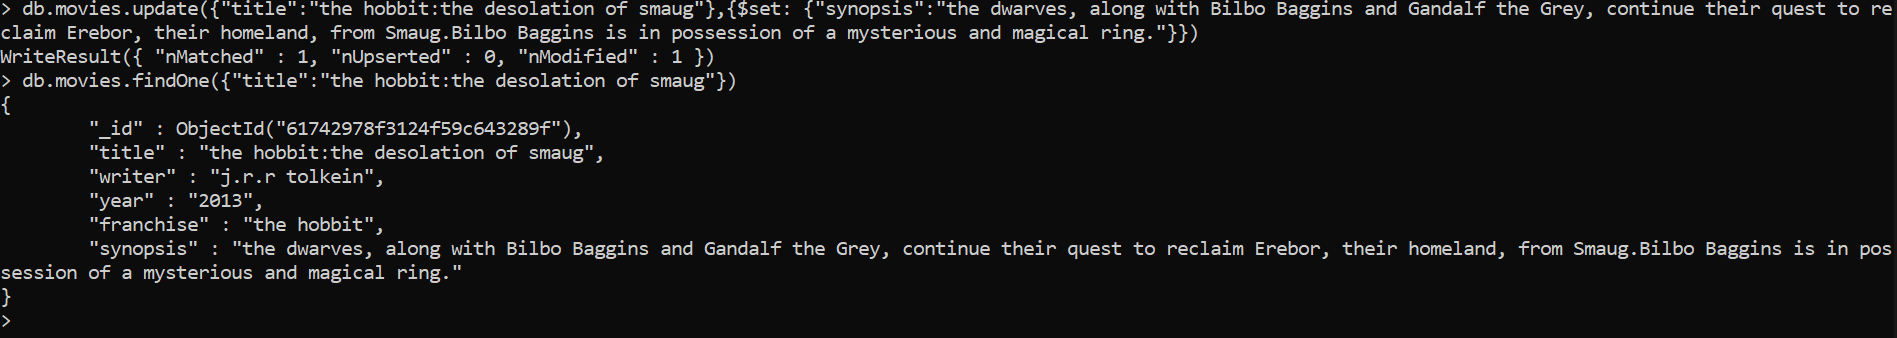 > db.movies.update({"title":"the hobbit:the desolation of smaug"},{$set: {"synopsis":"the dwarves, along with Bilbo Baggins and Gandalf the Grey, continue their quest to re
claim Erebor, their homeland, from Smaug.Bilbo Baggins is in possession of a mysterious and magical ring."}})
WriteResult({ "nMatched" : 1, "nUpserted" : 0, "nModified" : 1 })
> db.movies.findOne({"title":"the hobbit:the desolation of smaug"})
{
        "_id" : ObjectId("61742978f3124f59c643289f"),
        "title" : "the hobbit:the desolation of smaug",
        "writer" : "j.r.r tolkein",
        "year" : "2013",
        "franchise" : "the hobbit",
        "synopsis" : "the dwarves, along with Bilbo Baggins and Gandalf the Grey, continue their quest to reclaim Erebor, their homeland, from Smaug.Bilbo Baggins is in pos
session of a mysterious and magical ring."
}
>